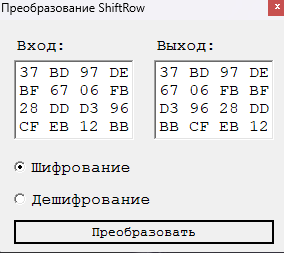 Преобразование ShiftRow x
Вход: Выход:
37 BD 97 DE 37 BD 97 DE
BF 67 06 FB 67 06 FB BF
28 DD D3 96 D3 96 28 DD
CF EB 12 BB BB CF EB 12
Шифрование
Дешифрование
Преобразовать